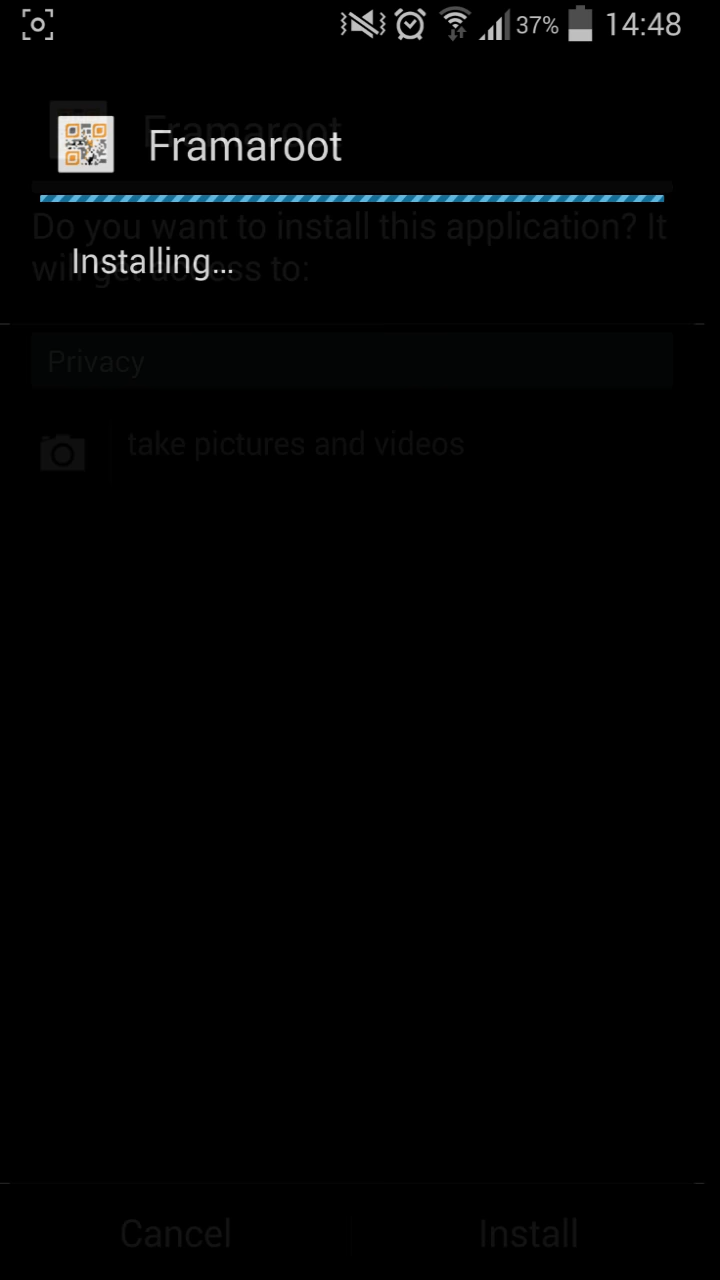 37% 14:48
Framaroot
Framaroot
Do you want to install this application? It
will get access to:
Installing...
Privacy
take pictures and videos
Cancel Install